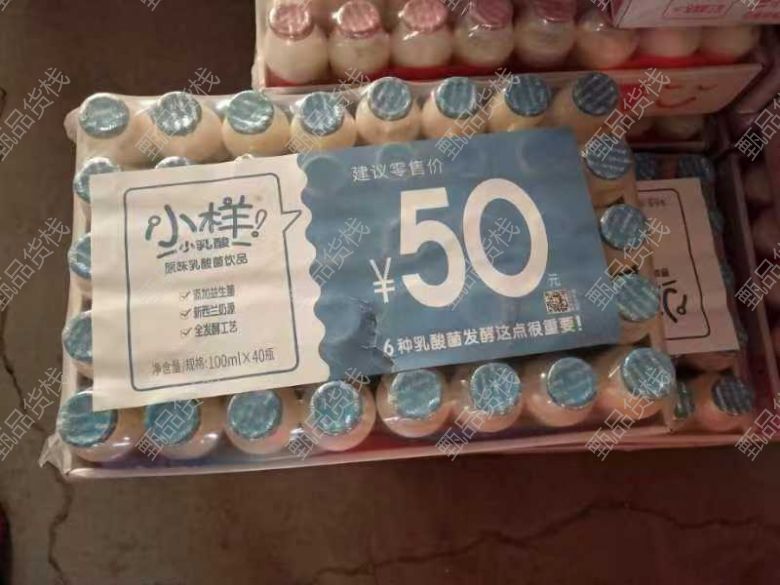 小样
小乳酸
原味乳酸菌饮品
添加益生菌
新西兰奶源
全发酵工艺
净含量/规格:100ml×40瓶
建议零售价
¥50元
6种乳酸菌发酵这点很重要!
甄品货栈